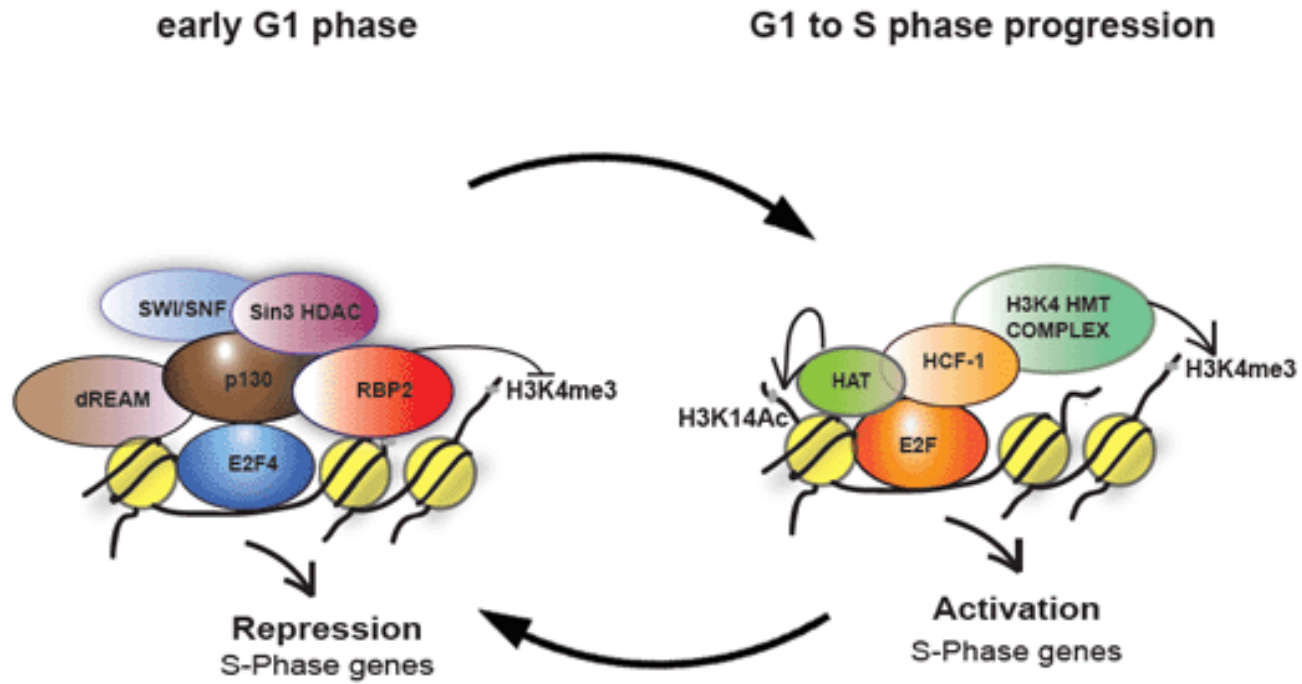 early G1 phase
G1 to S phase progression
SWI/SNF
Sin3 HDAC
p130
dREAM
RBP2
H3K4me3
E2F4
Repression
S-Phase genes
H3K4 HMT
COMPLEX
HCF-1
HAT
H3K4me3
H3K14Ac
E2F
Activation
S-Phase genes